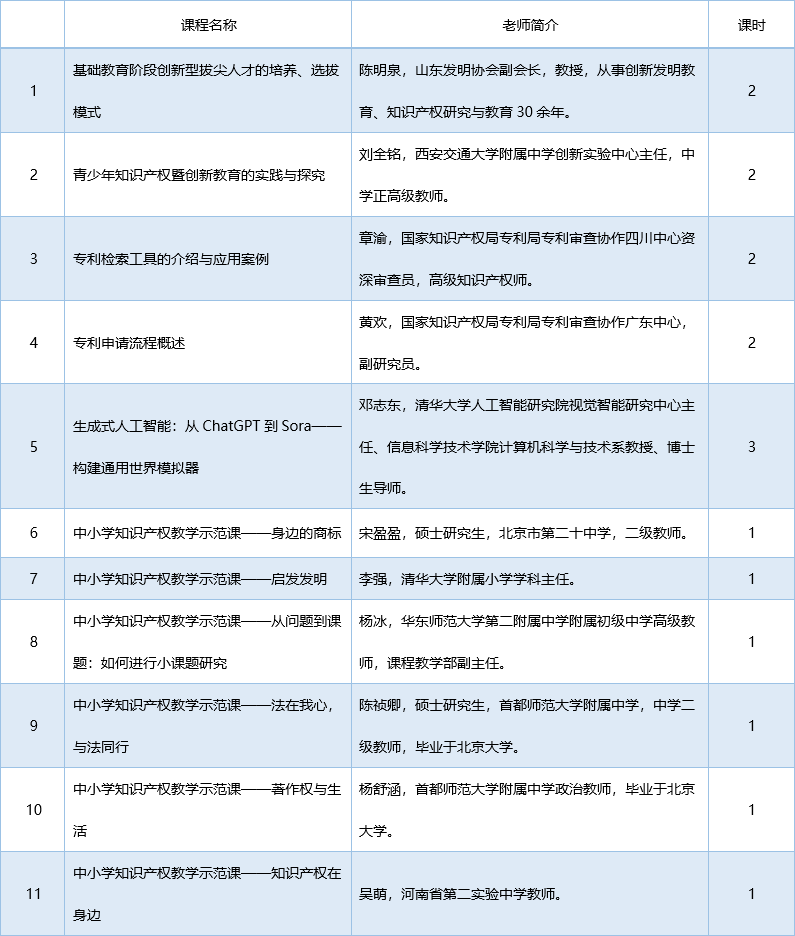 课程名称 老师简介 课时
1 基础教育阶段创新型拔尖人才的培养、选拔
模式
陈明泉，山东发明协会副会长，教授，从事创新发明教
育、知识产权研究与教育 30 余年。
2
2 青少年知识产权暨创新教育的实践与探究
刘全铭，西安交通大学附属中学创新实验中心主任，中
学正高级教师。
2
3 专利检索工具的介绍与应用案例
章渝，国家知识产权局专利局专利审查协作四川中心资
深审查员，高级知识产权师。
2
4 专利申请流程概述
黄欢，国家知识产权局专利局专利审查协作广东中心，
副研究员。
2
5 生成式人工智能：从 ChatGPT 到 Sora——
构建通用世界模拟器
邓志东，清华大学人工智能研究院视觉智能研究中心主
任、信息科学技术学院计算机科学与技术系教授、博士
生导师。
3
6 中小学知识产权教学示范课——身边的商标 宋盈盈，硕士研究生，北京市第二十中学，二级教师。 1
7 中小学知识产权教学示范课——启发发明 李强，清华大学附属小学学科主任。 1
8 中小学知识产权教学示范课——从问题到课
题：如何进行小课题研究
杨冰，华东师范大学第二附属中学附属初级中学高级教
师，课程教学部副主任。
1
9 中小学知识产权教学示范课——法在我心，
与法同行
陈祯卿，硕士研究生，首都师范大学附属中学，中学二
级教师，毕业于北京大学。
1
10 中小学知识产权教学示范课——著作权与生
活
杨舒涵，首都师范大学附属中学政治教师，毕业于北京
大学。
1
11 中小学知识产权教学示范课——知识产权在
身边
吴萌，河南省第二实验中学教师。
1